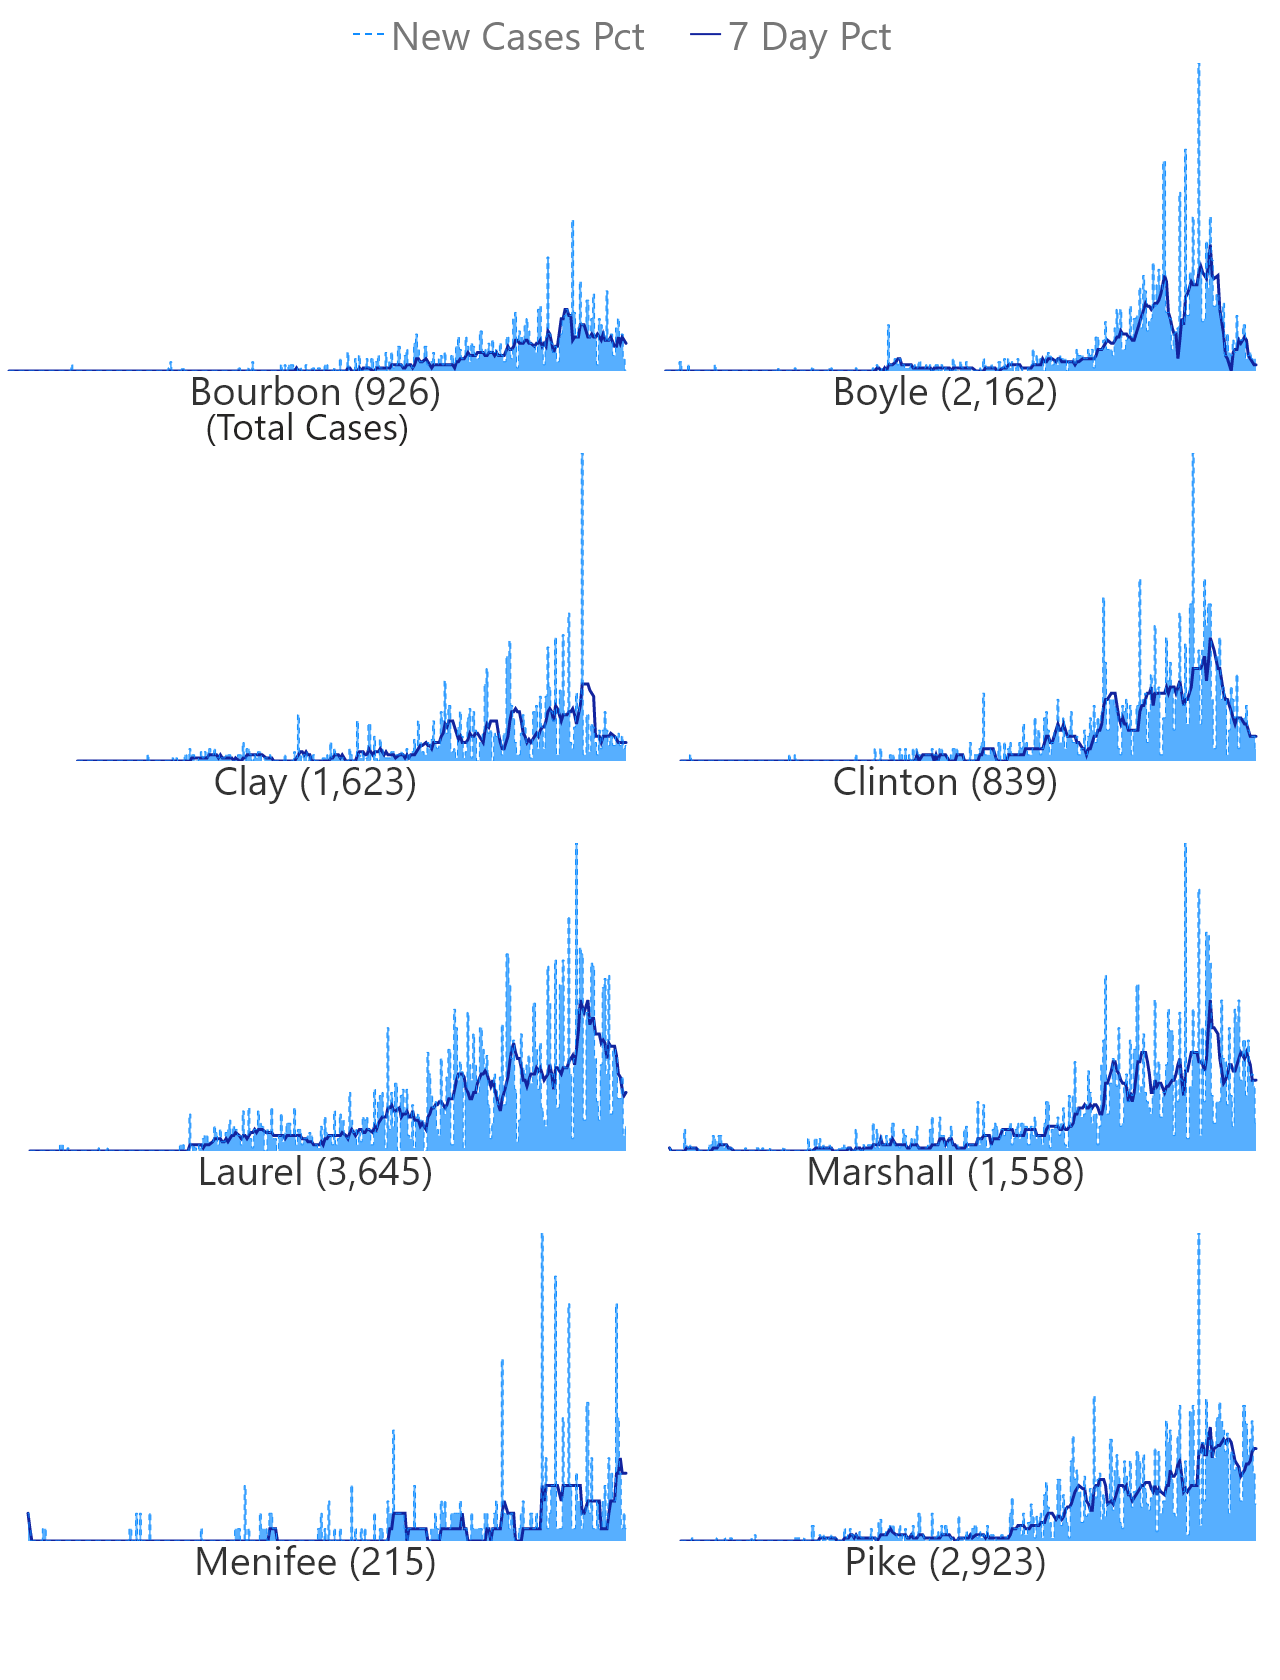 New Cases Pct 7 Day Pct
Bourbon (926) Boyle (2,162)
(Total Cases)
Clay (1,623) Clinton (839)
Laurel (3,645) Marshall (1,558)
Menifee (215) Pike (2,923)